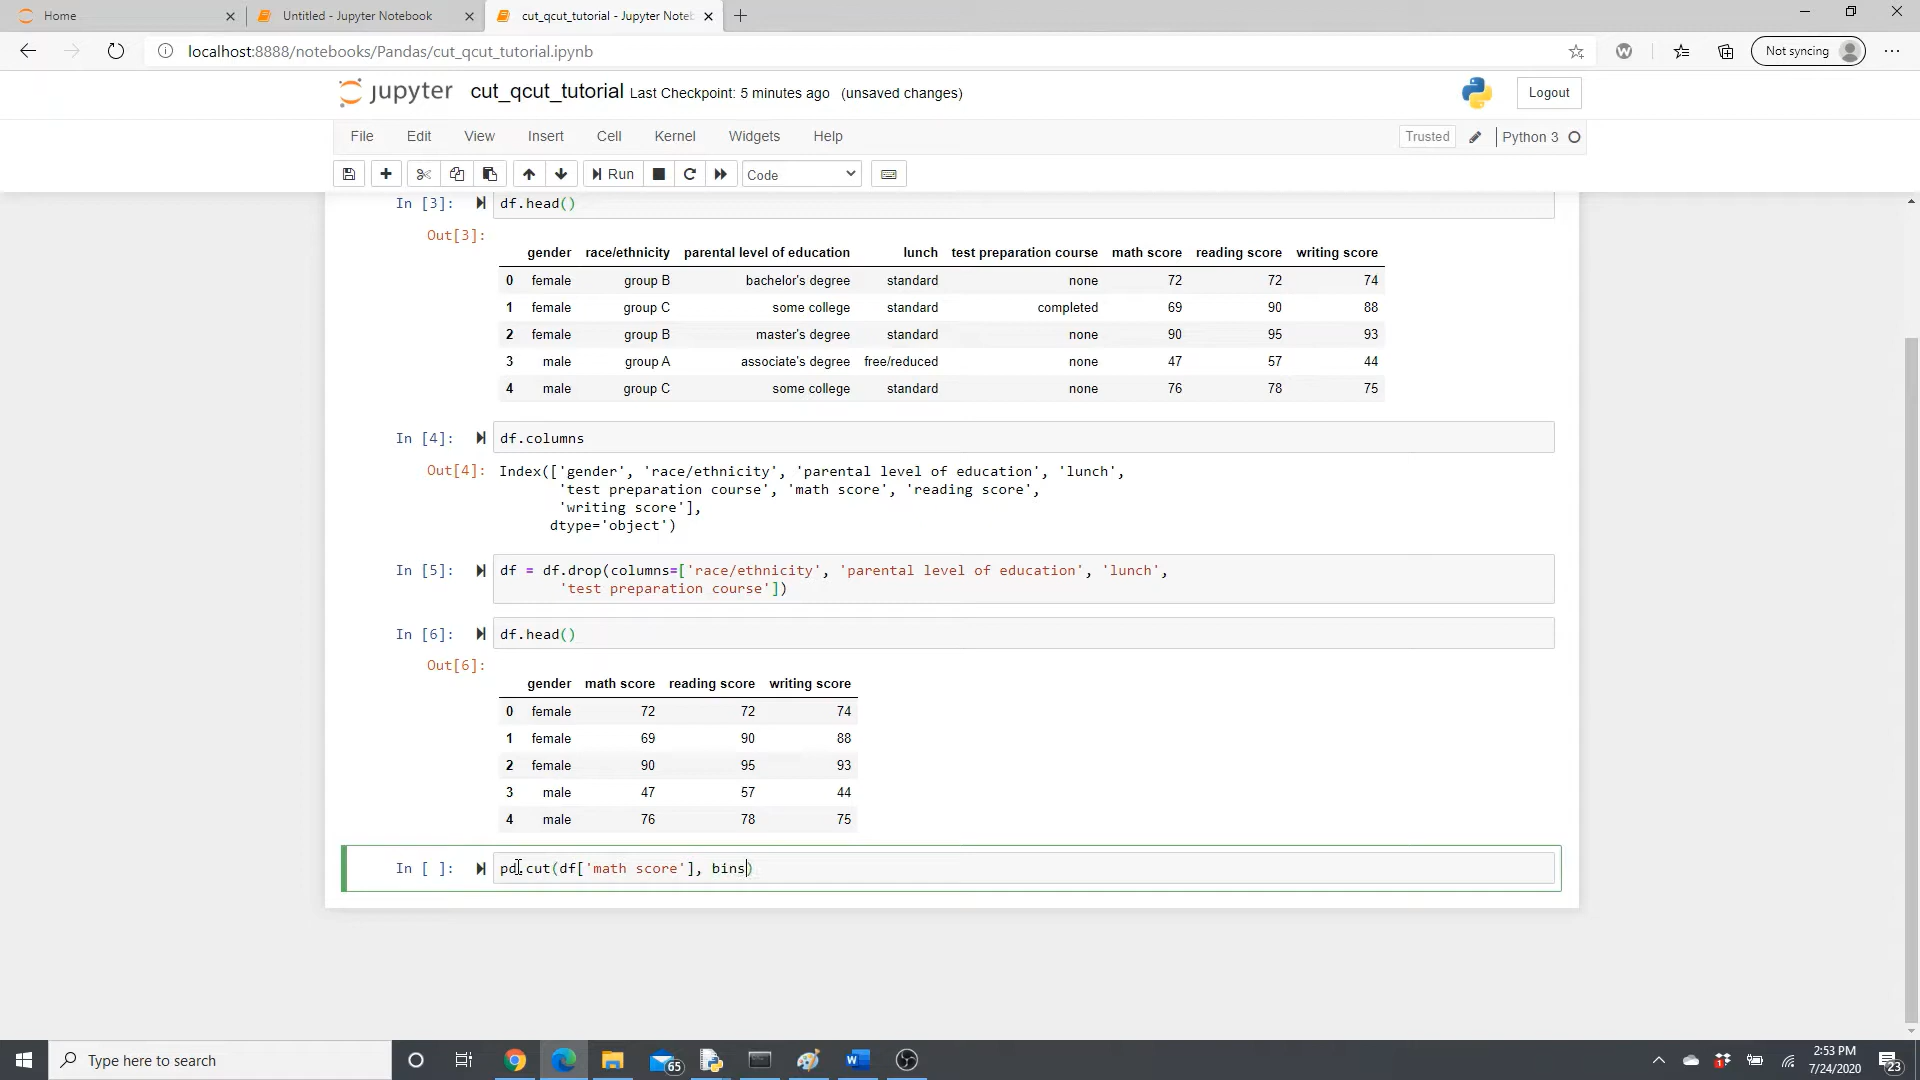 Home
Untitled - Jupyter Notebook
cut_qcut_tutorial - Jupyter Note
localhost:8888/notebooks/Pandas/cut_qcut_tutorial.ipynb
Not syncing
jupyter cut_qcut_tutorial Last Checkpoint: 5 minutes ago (unsaved changes)
Logout
File Edit View Insert Cell Kernel Widgets Help
Trusted Python 3
Run Code
In [3]: df.head()
Out[3]:
gender race/ethnicity parental level of education lunch test preparation course math score reading score writing score
0 female group B bachelor's degree standard none 72 72 74
1 female group C some college standard completed 69 90 88
2 female group B master's degree standard none 90 95 93
3 male group A associate's degree free/reduced none 47 57 44
4 male group C some college standard none 76 78 75
In [4]: df.columns
Out[4]: Index(['gender', 'race/ethnicity', 'parental level of education', 'lunch',
'test preparation course', 'math score', 'reading score',
'writing score'],
dtype='object')
In [5]: df = df.drop(columns=['race/ethnicity', 'parental level of education', 'lunch',
'test preparation course'])
In [6]: df.head()
Out[6]:
gender math score reading score writing score
0 female 72 72 74
1 female 69 90 88
2 female 90 95 93
3 male 47 57 44
4 male 76 78 75
In [ ]: pd.cut(df['math score'], bins)
Type here to search
65
W
1
2:53 PM
7/24/2020
23